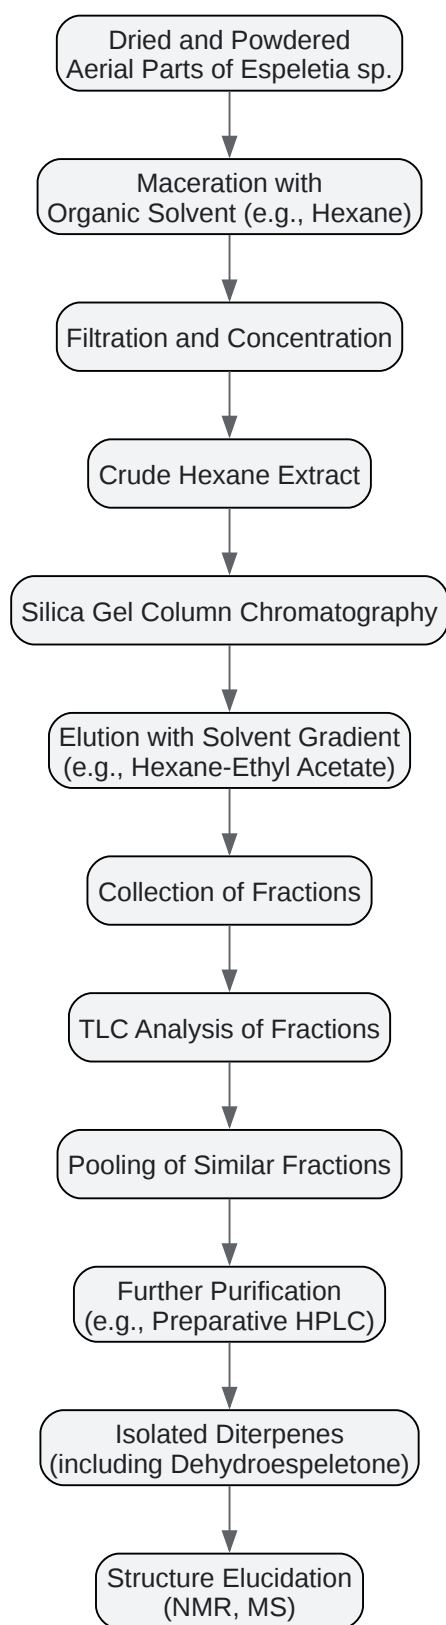 Dried and Powdered
Aerial Parts of Espeletia sp.
Maceration with
Organic Solvent (e.g., Hexane)
Filtration and Concentration
Crude Hexane Extract
Silica Gel Column Chromatography
Elution with Solvent Gradient
(e.g., Hexane-Ethyl Acetate)
Collection of Fractions
TLC Analysis of Fractions
Pooling of Similar Fractions
Further Purification
(e.g., Preparative HPLC)
Isolated Diterpenes
(including Dehydroespeletone)
Structure Elucidation
(NMR, MS)